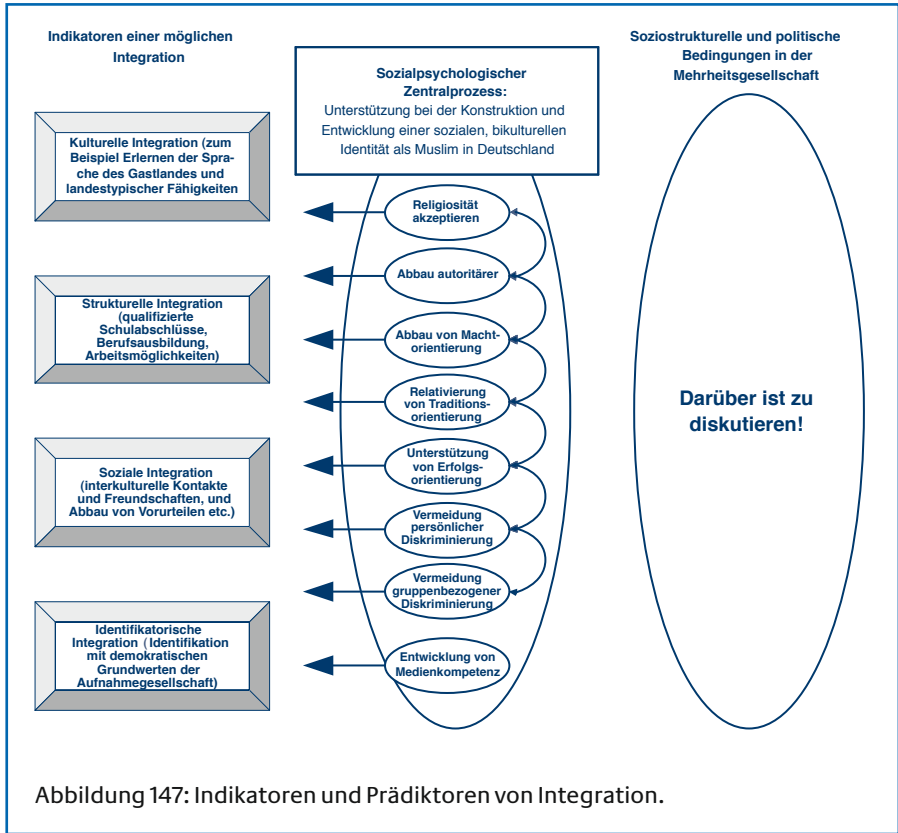 Indikatoren einer möglichen
Integration
Kulturelle Integration (zum
Beispiel Erlernen der Spra-
che des Gastlandes und
landestypischer Fähigkeiten
Strukturelle Integration
(qualifizierte
Schulabschlüsse,
Berufsausbildung,
Arbeitsmöglichkeiten)
Soziale Integration
(interkulturelle Kontakte
und Freundschaften, und
Abbau von Vorurteilen etc.)
Identifikatorische
Integration (Identifikation
mit demokratischen
Grundwerten der
Aufnahmegesellschaft)
Sozialpsychologischer
Zentralprozess:
Unterstützung bei der Konstruktion und
Entwicklung einer sozialen, bikulturellen
Identität als Muslim in Deutschland
Religiosität
akzeptieren
Abbau autoritärer
Abbau von Macht-
orientierung
Relativierung
von Traditions-
orientierung
Unterstützung
von Erfolgs-
orientierung
Vermeidung
persönlicher
Diskriminierung
Vermeidung
gruppenbezogener
Diskriminierung
Entwicklung von
Medienkompetenz
Soziostrukturelle und politische
Bedingungen in der
Mehrheitsgesellschaft
Darüber ist zu
diskutieren!
Abbildung 147: Indikatoren und Prädiktoren von Integration.